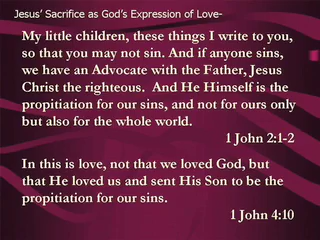 Jesus' Sacrifice as God's Expression of Love-
My little children, these things I write to you,
so that you may not sin. And if anyone sins,
we have an Advocate with the Father, Jesus
Christ the righteous.  And He Himself is the
propitiation for our sins, and not for ours only
but also for the whole world.
1 John 2:1-2
In this is love, not that we loved God, but
that He loved us and sent His Son to be the
propitiation for our sins.
1 John 4:10